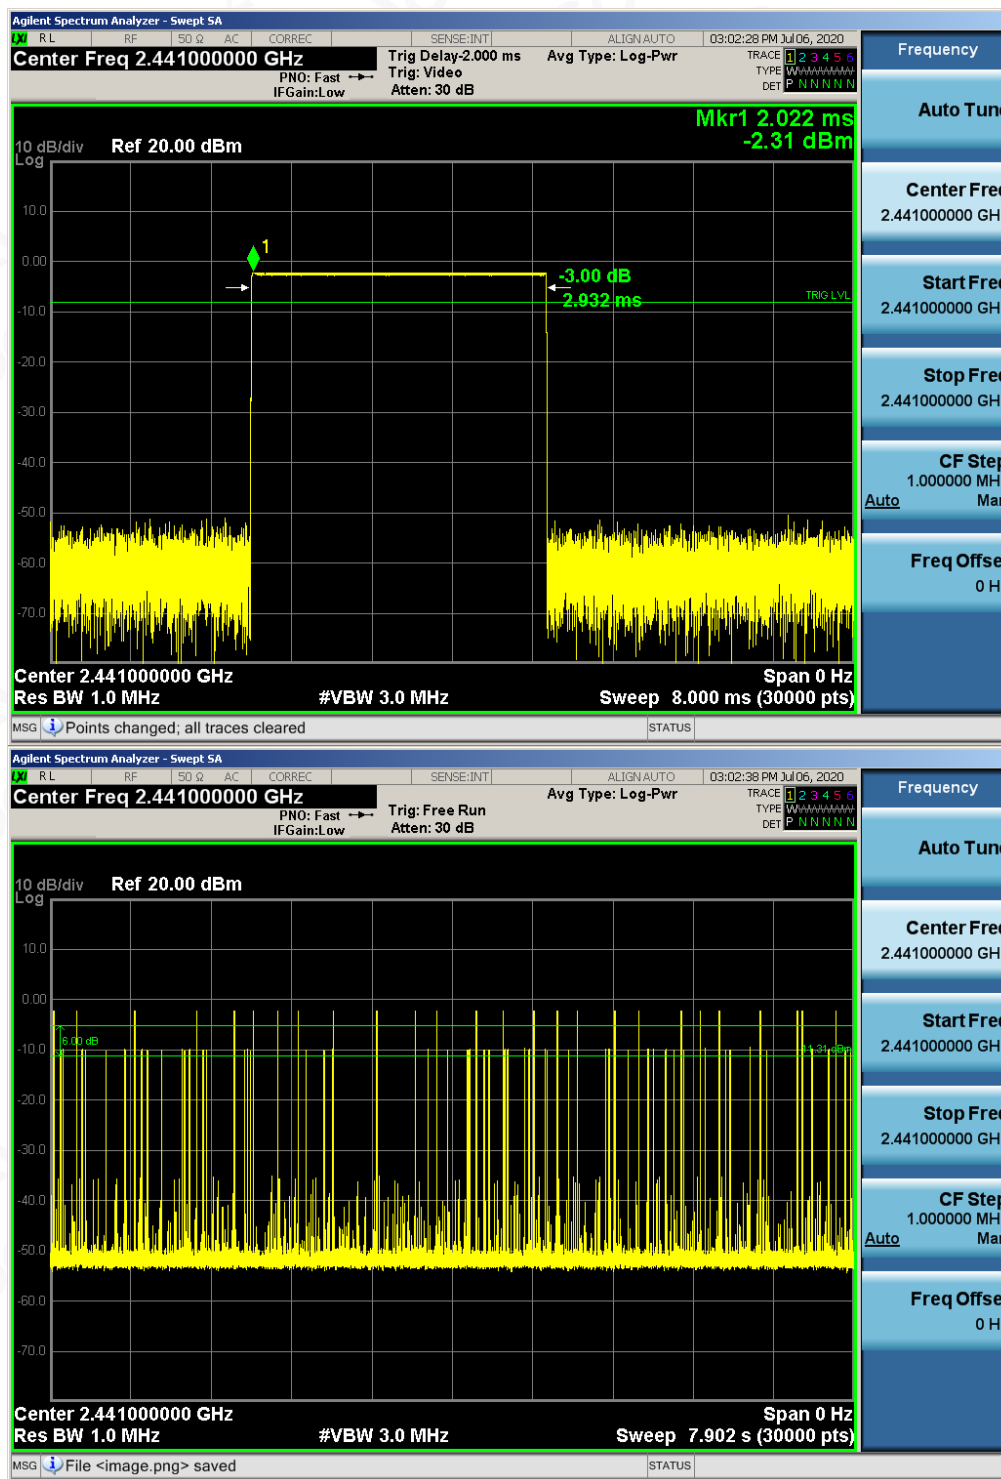 Agilent Spectrum Analyzer - Swept SA
LXI RL RF 50 Ω AC CORREC SENSE:INT ALIGNAUTO 03:02:28 PM Jul 06, 2020
Center Freq 2.441000000 GHz
PNO: Fast
IFGain:Low
Trig Delay-2.000 ms
Trig: Video
Atten: 30 dB
Avg Type: Log-Pwr
TRACE 1 2 3 4 5 6
TYPE W
DET P N N N N N
Mkr1 2.022 ms
-2.31 dBm
10 dB/div Ref 20.00 dBm
Log
10.0
0.00
-10.0
-20.0
-30.0
-40.0
-50.0
-60.0
-70.0
1
-3.00 dB
2.932 ms
TRIG LVL
Center 2.441000000 GHz Span 0 Hz
Res BW 1.0 MHz #VBW 3.0 MHz Sweep 8.000 ms (30000 pts)
MSG Points changed; all traces cleared STATUS
Frequency
Auto Tun
Center Fre
2.441000000 GH
Start Fre
2.441000000 GH
Stop Fre
2.441000000 GH
CF Ste
1.000000 MH
Auto Ma
Freq Offse
0 H
Agilent Spectrum Analyzer - Swept SA
LXI RL RF 50 Ω AC CORREC SENSE:INT ALIGNAUTO 03:02:38 PM Jul 06, 2020
Center Freq 2.441000000 GHz
PNO: Fast
IFGain:Low
Trig: Free Run
Atten: 30 dB
Avg Type: Log-Pwr
TRACE 1 2 3 4 5 6
TYPE W
DET P N N N N N
10 dB/div Ref 20.00 dBm
Log
10.0
0.00
-10.0
-20.0
-30.0
-40.0
-50.0
-60.0
-70.0
6.00 dB
Center 2.441000000 GHz Span 0 Hz
Res BW 1.0 MHz #VBW 3.0 MHz Sweep 7.902 s (30000 pts)
MSG File <image.png> saved STATUS
Frequency
Auto Tun
Center Fre
2.441000000 GH
Start Fre
2.441000000 GH
Stop Fre
2.441000000 GH
CF Ste
1.000000 MH
Auto Ma
Freq Offse
0 H